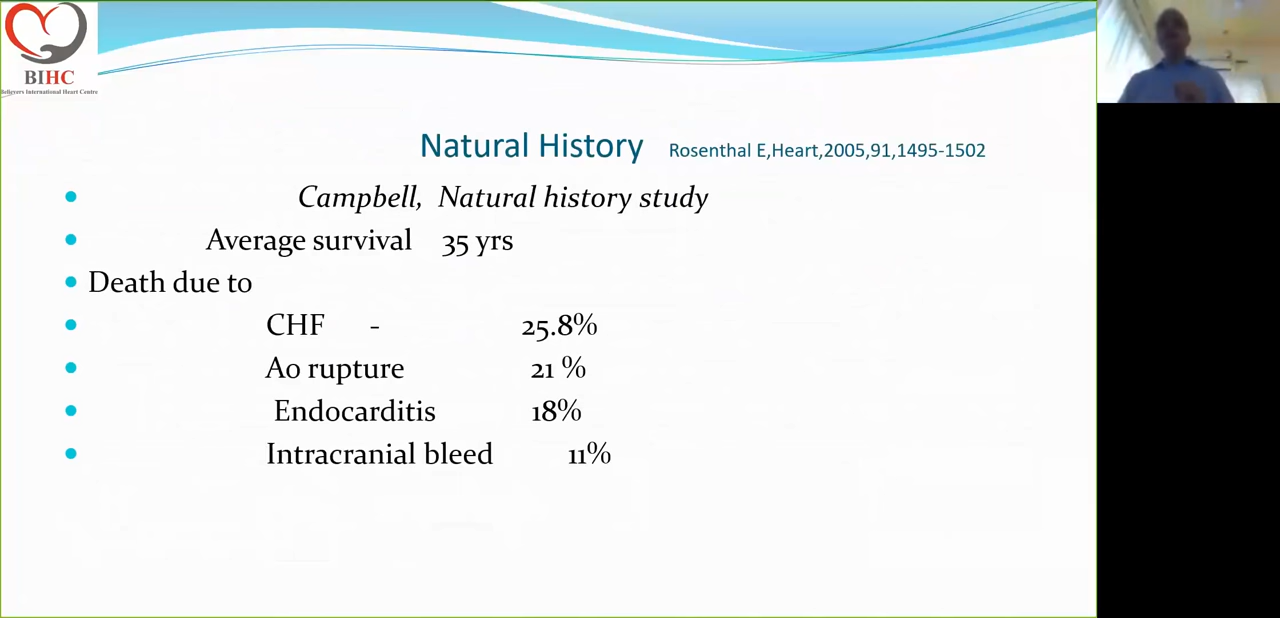 BIHC
Believers International Heart Centre
Natural History Rosenthal E,Heart,2005,91,1495-1502
Campbell, Natural history study
Average survival 35 yrs
Death due to
CHF - 25.8%
Ao rupture 21 %
Endocarditis 18%
Intracranial bleed 11%